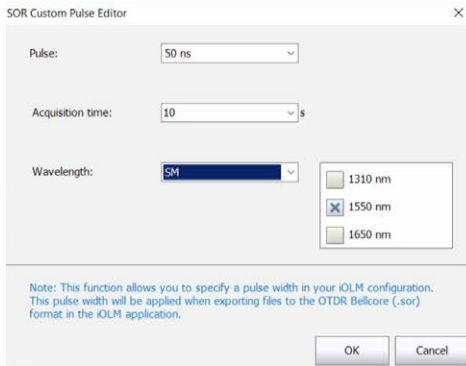 SOR Custom Pulse Editor
Pulse: 50 ns
Acquisition time: 10 s
Wavelength: SM
1310 nm
1550 nm
1650 nm
Note: This function allows you to specify a pulse width in your iOLM configuration.
This pulse width will be applied when exporting files to the OTDR Bellcore (.sor)
format in the iOLM application.
OK Cancel